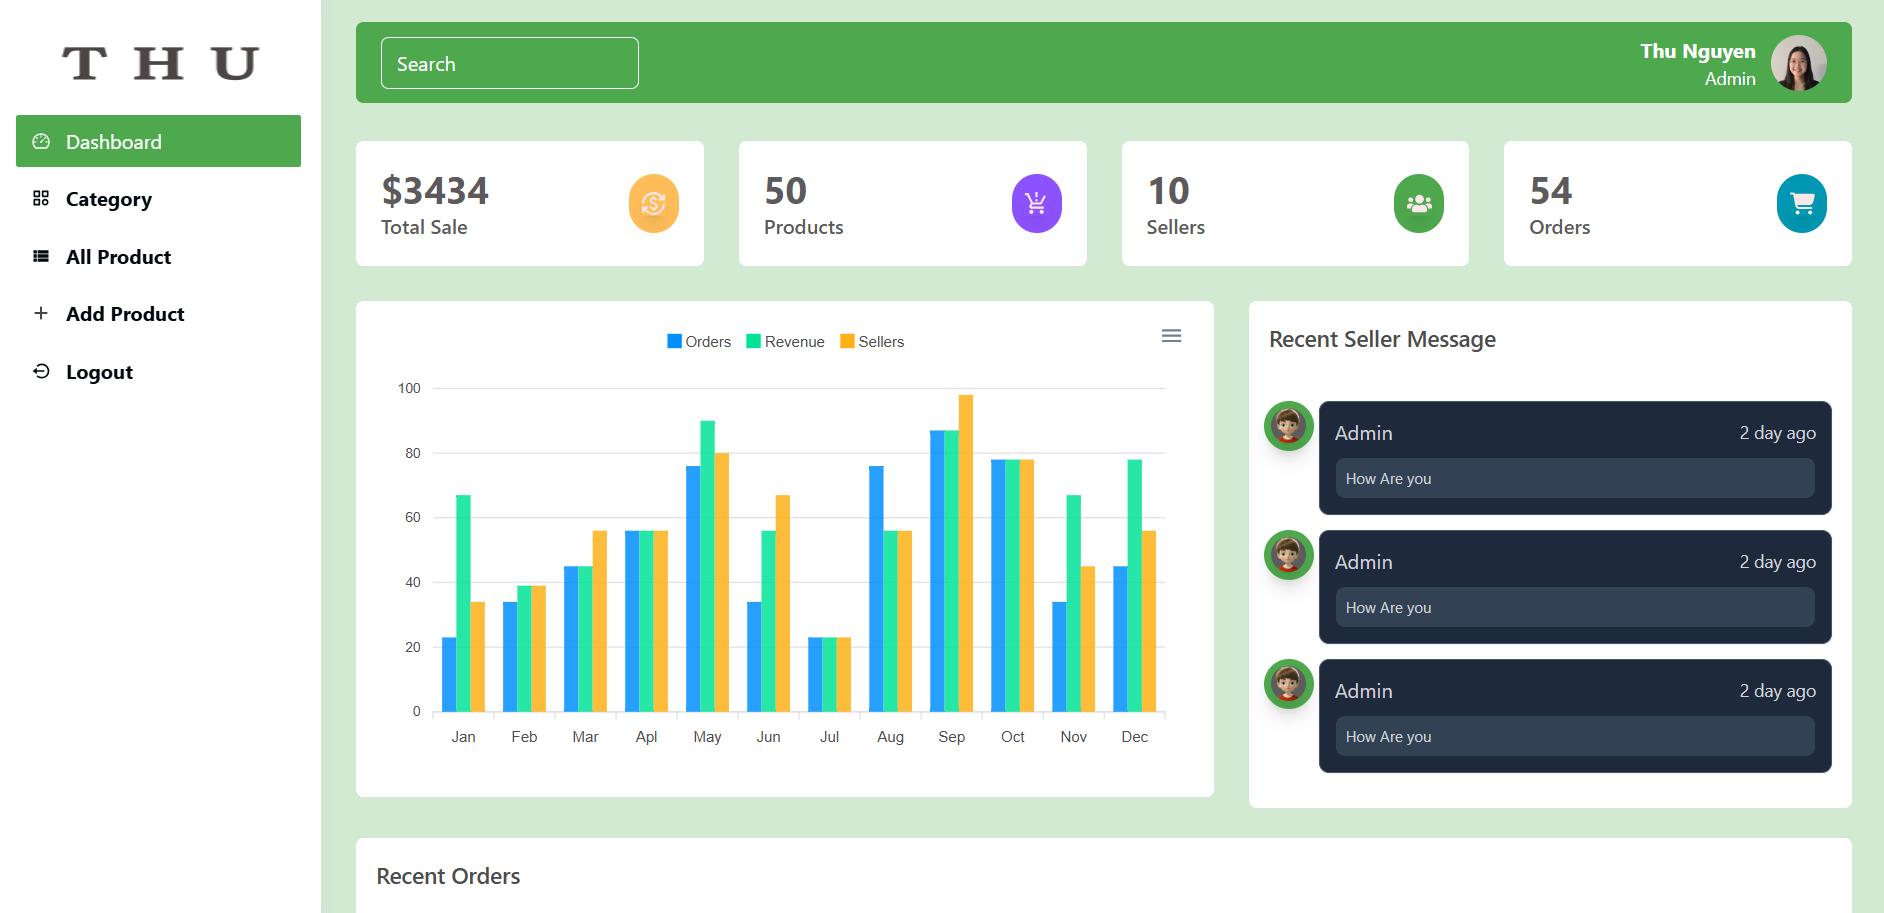 THU
Dashboard
Category
All Product
Add Product
Logout
Search
Thu Nguyen
Admin
$3434
Total Sale
50
Products
10
Sellers
54
Orders
Orders Revenue Sellers
100
80
60
40
20
0
Jan Feb Mar Apl May Jun Jul Aug Sep Oct Nov Dec
Recent Seller Message
Admin 2 day ago
How Are you
Admin 2 day ago
How Are you
Admin 2 day ago
How Are you
Recent Orders